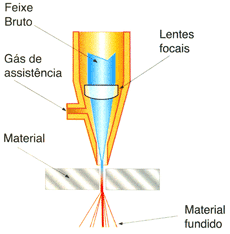 Feixe
Bruto
Lentes
focais
Gás de
assistência
Material
Material
fundido